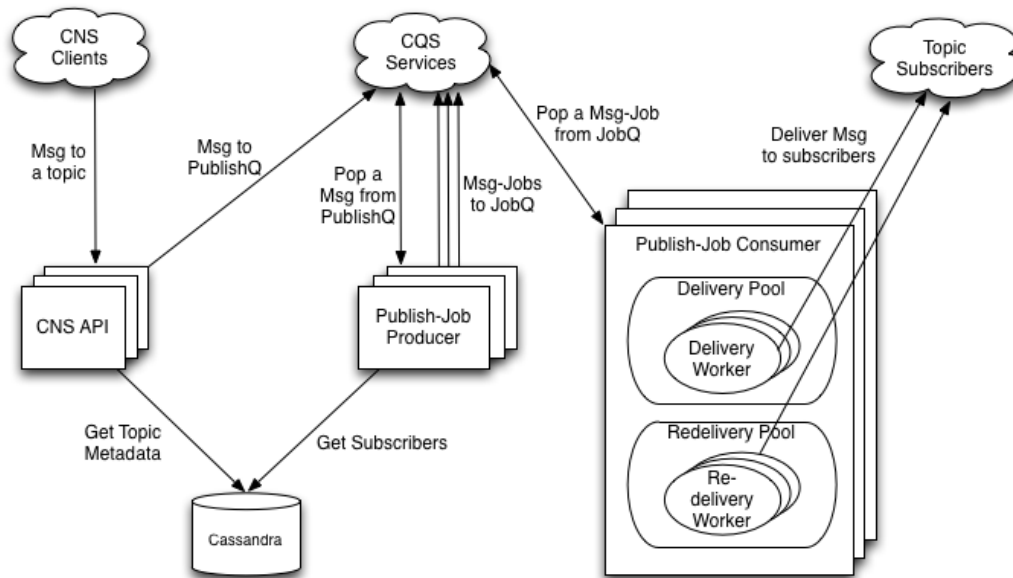 CNS
Clients
CQS
Services
Topic
Subscribers
Msg to
a topic
Msg to
PublishQ
Pop a
Msg from
PublishQ
Msg-Jobs
to JobQ
Pop a Msg-Job
from JobQ
Deliver Msg
to subscribers
CNS API
Publish-Job
Producer
Publish-Job Consumer
Delivery Pool
Delivery
Worker
Redelivery Pool
Re-
delivery
Worker
Get Topic
Metadata
Get Subscribers
Cassandra